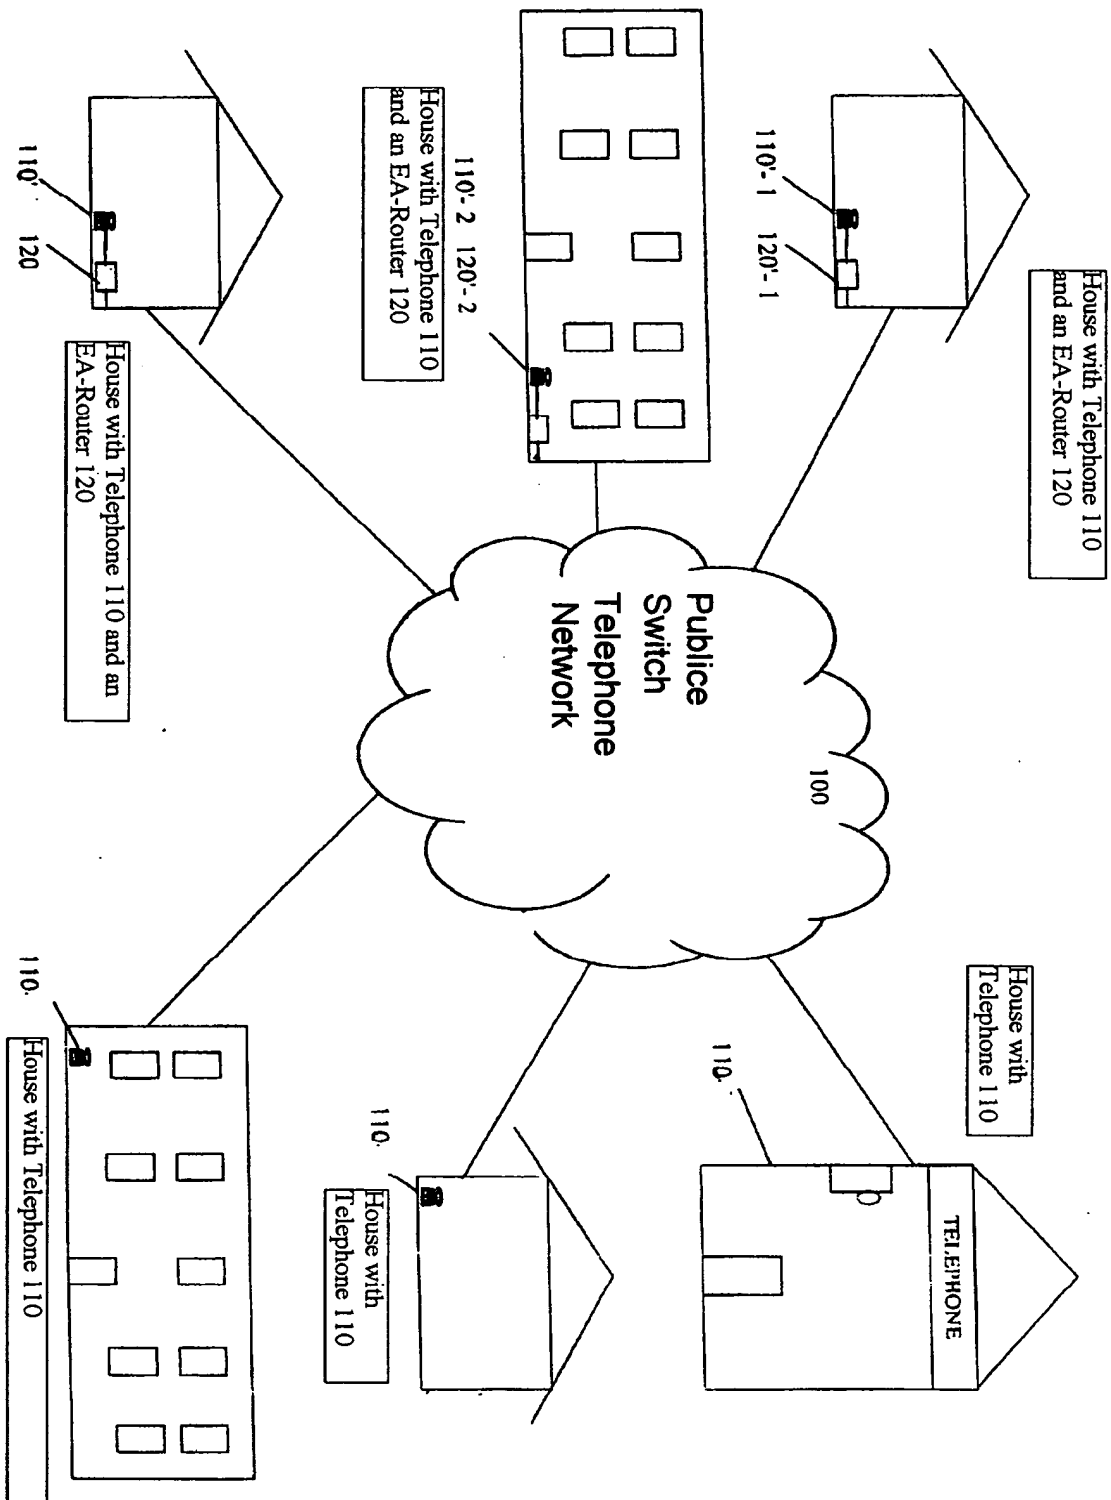 House with Telephone 110
and an EA-Router 120
110'- 1
120'- 1
House with Telephone 110
and an EA-Router 120
110'- 2
120'- 2
House with Telephone 110 and an
EA-Router 120
110'
120
Publice
Switch
Telephone
Network
100
House with
Telephone 110
110
TELEPHONE
House with
Telephone 110
110
House with Telephone 110
110